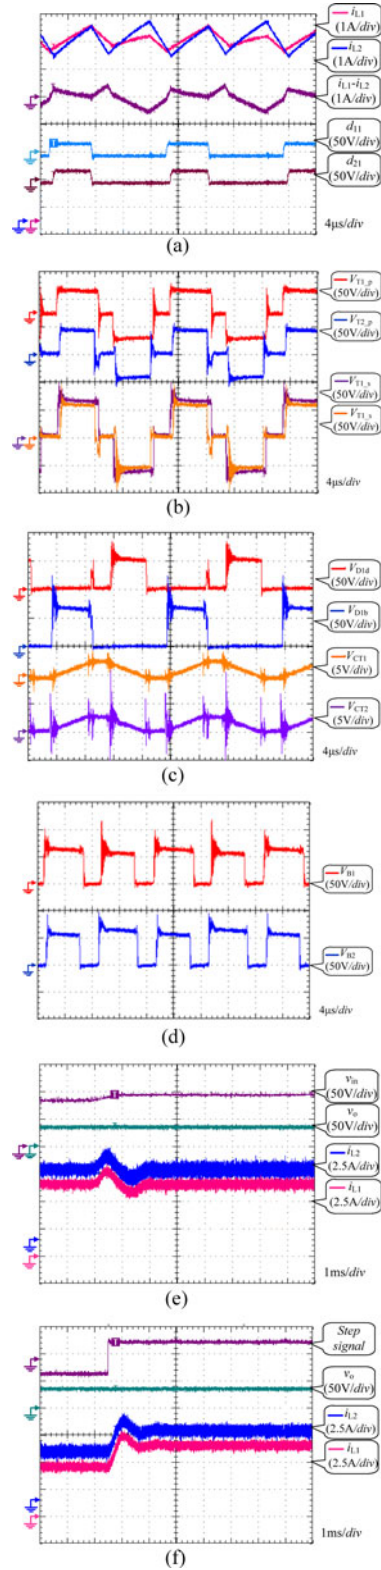 iL1
(1A/div)
iL2
(1A/div)
iL1-iL2
(1A/div)
d11
(50V/div)
d21
(50V/div)
T
4μs/div
(a)
VT1_p
(50V/div)
VT2_p
(50V/div)
VT1_s
(50V/div)
VT1_s
(50V/div)
4μs/div
(b)
VD1d
(50V/div)
VD1b
(50V/div)
VCT1
(5V/div)
VCT2
(5V/div)
4μs/div
(c)
VB1
(50V/div)
VB2
(50V/div)
4μs/div
(d)
vin
(50V/div)
vo
(50V/div)
iL2
(2.5A/div)
iL1
(2.5A/div)
T
1ms/div
(e)
Step
signal
vo
(50V/div)
iL2
(2.5A/div)
iL1
(2.5A/div)
T
1ms/div
(f)